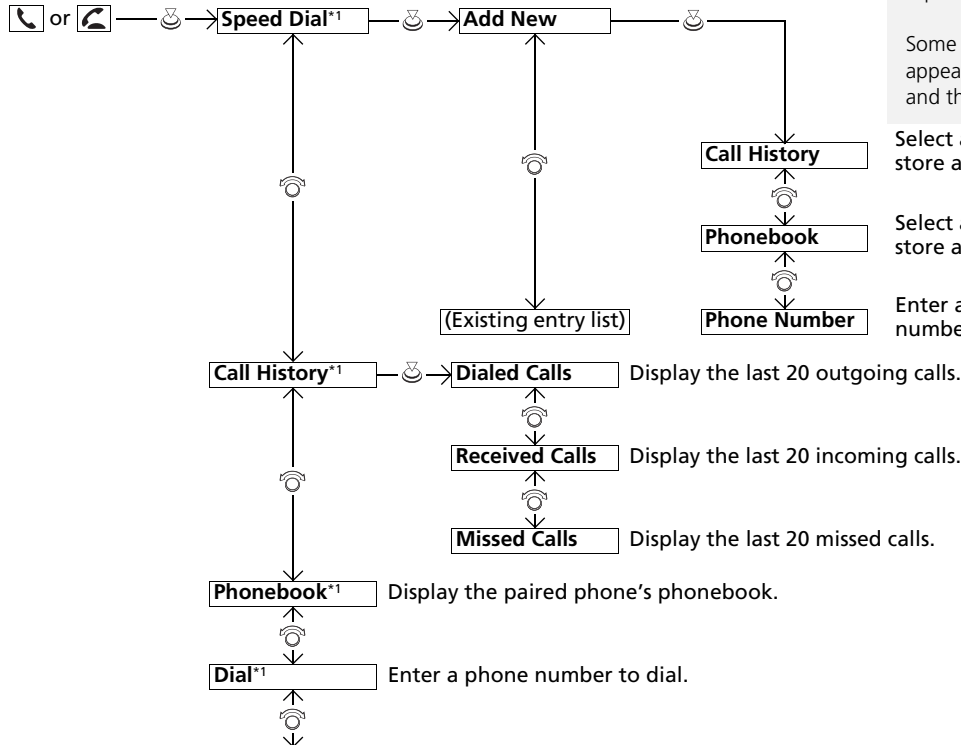 or Speed Dial*1 Add New
Some
appea
and th
Call History
Select a
store a
Phonebook
Select a
store a
(Existing entry list)
Phone Number
Enter a
numbe
Call History*1 Dialed Calls Display the last 20 outgoing calls.
Received Calls Display the last 20 incoming calls.
Missed Calls Display the last 20 missed calls.
Phonebook*1 Display the paired phone’s phonebook.
Dial*1 Enter a phone number to dial.